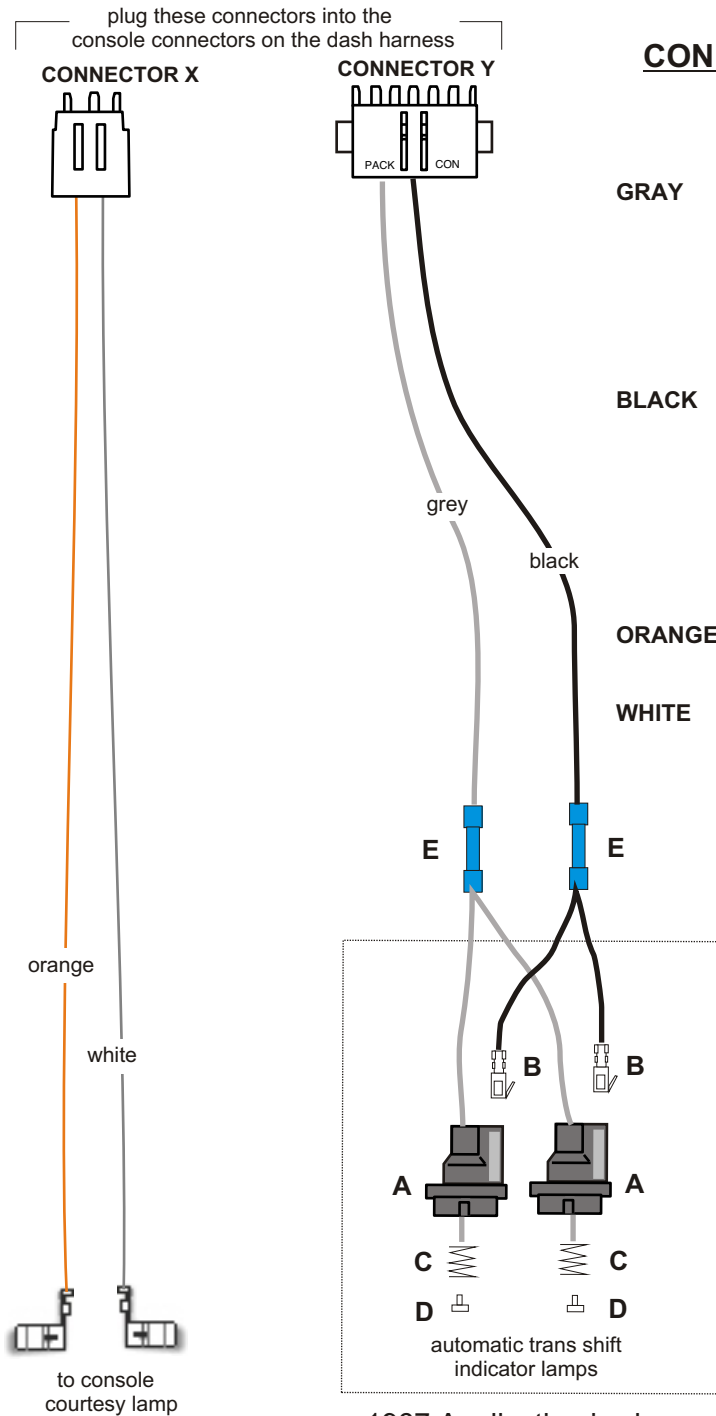 plug these connectors into the
console connectors on the dash harness
CONNECTOR X
CONNECTOR Y
CON
PACK
CON
GRAY
BLACK
grey
black
ORANGE
WHITE
E
E
orange
white
B
B
A
A
C
C
D
D
automatic trans shift
indicator lamps
to console
courtesy lamp